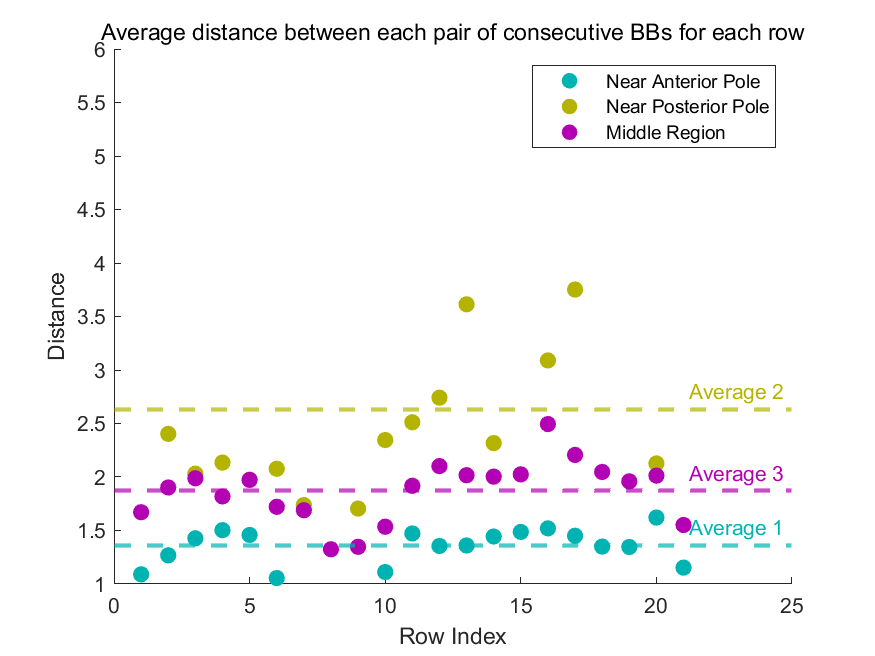 Average distance between each pair of consecutive BBs for each row
Near Anterior Pole
Near Posterior Pole
Middle Region
6
5.5
5
4.5
4
3.5
3
2.5
2
1.5
1
Distance
Average 2
Average 3
Average 1
0
5
10
15
20
25
Row Index